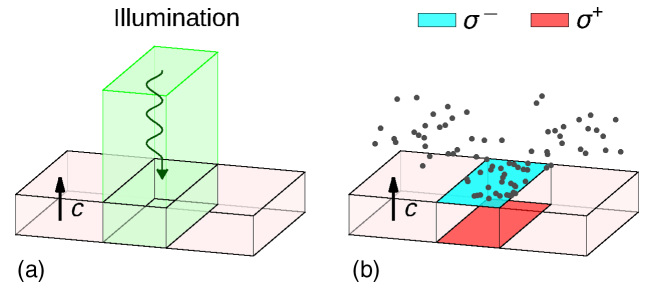 Illumination
σ⁻ σ⁺
c c
(a) (b)